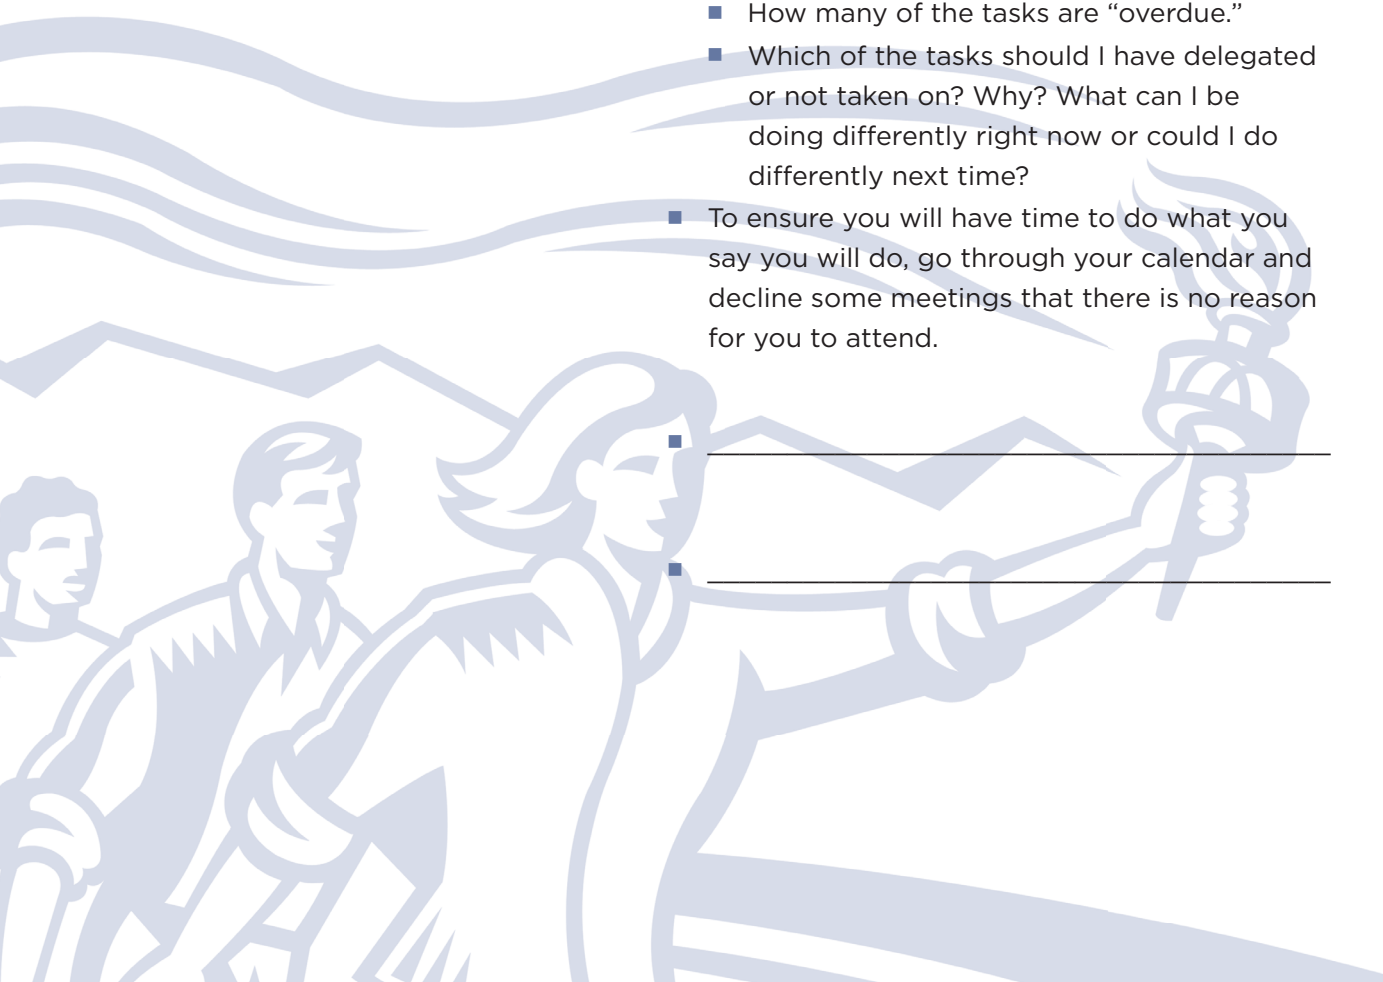 ■ How many of the tasks are “overdue.”
■ Which of the tasks should I have delegated
or not taken on? Why? What can I be
doing differently right now or could I do
differently next time?
■ To ensure you will have time to do what you
say you will do, go through your calendar and
decline some meetings that there is no reason
for you to attend.